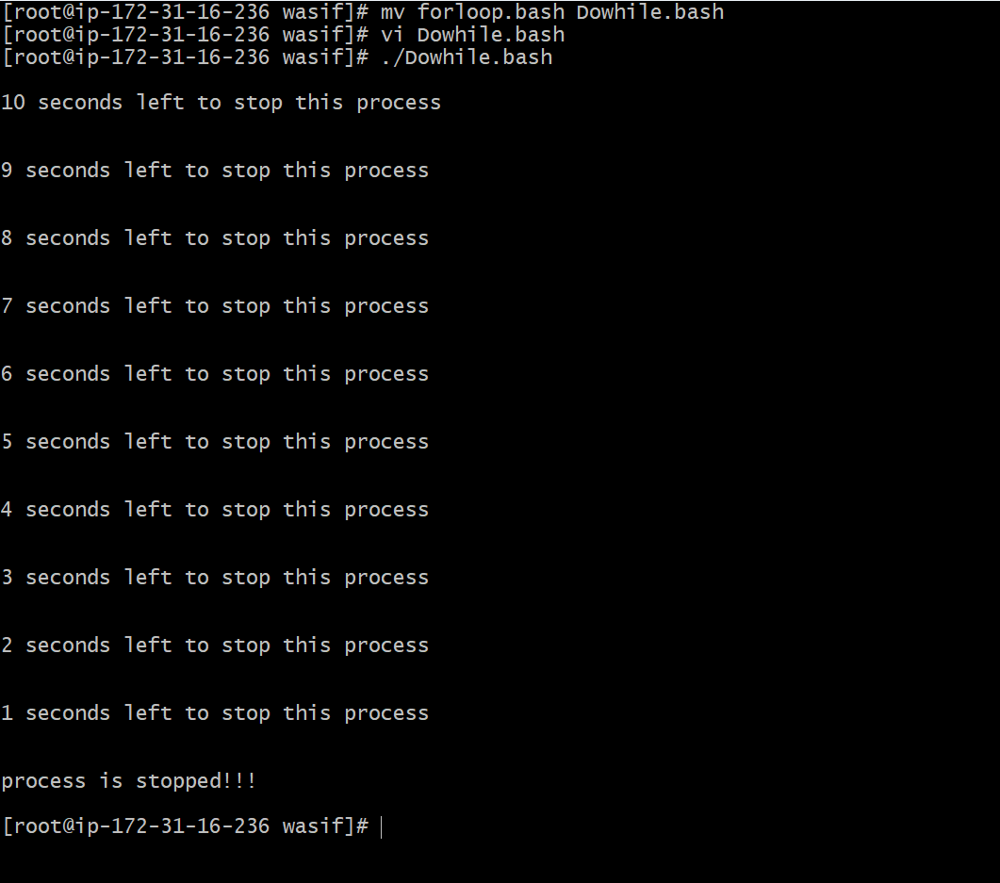 [root@ip-172-31-16-236 wasif]# mv forloop.bash Dowhile.bash
[root@ip-172-31-16-236 wasif]# vi Dowhile.bash
[root@ip-172-31-16-236 wasif]# ./Dowhile.bash
10 seconds left to stop this process
9 seconds left to stop this process
8 seconds left to stop this process
7 seconds left to stop this process
6 seconds left to stop this process
5 seconds left to stop this process
4 seconds left to stop this process
3 seconds left to stop this process
2 seconds left to stop this process
1 seconds left to stop this process
process is stopped!!!
[root@ip-172-31-16-236 wasif]#